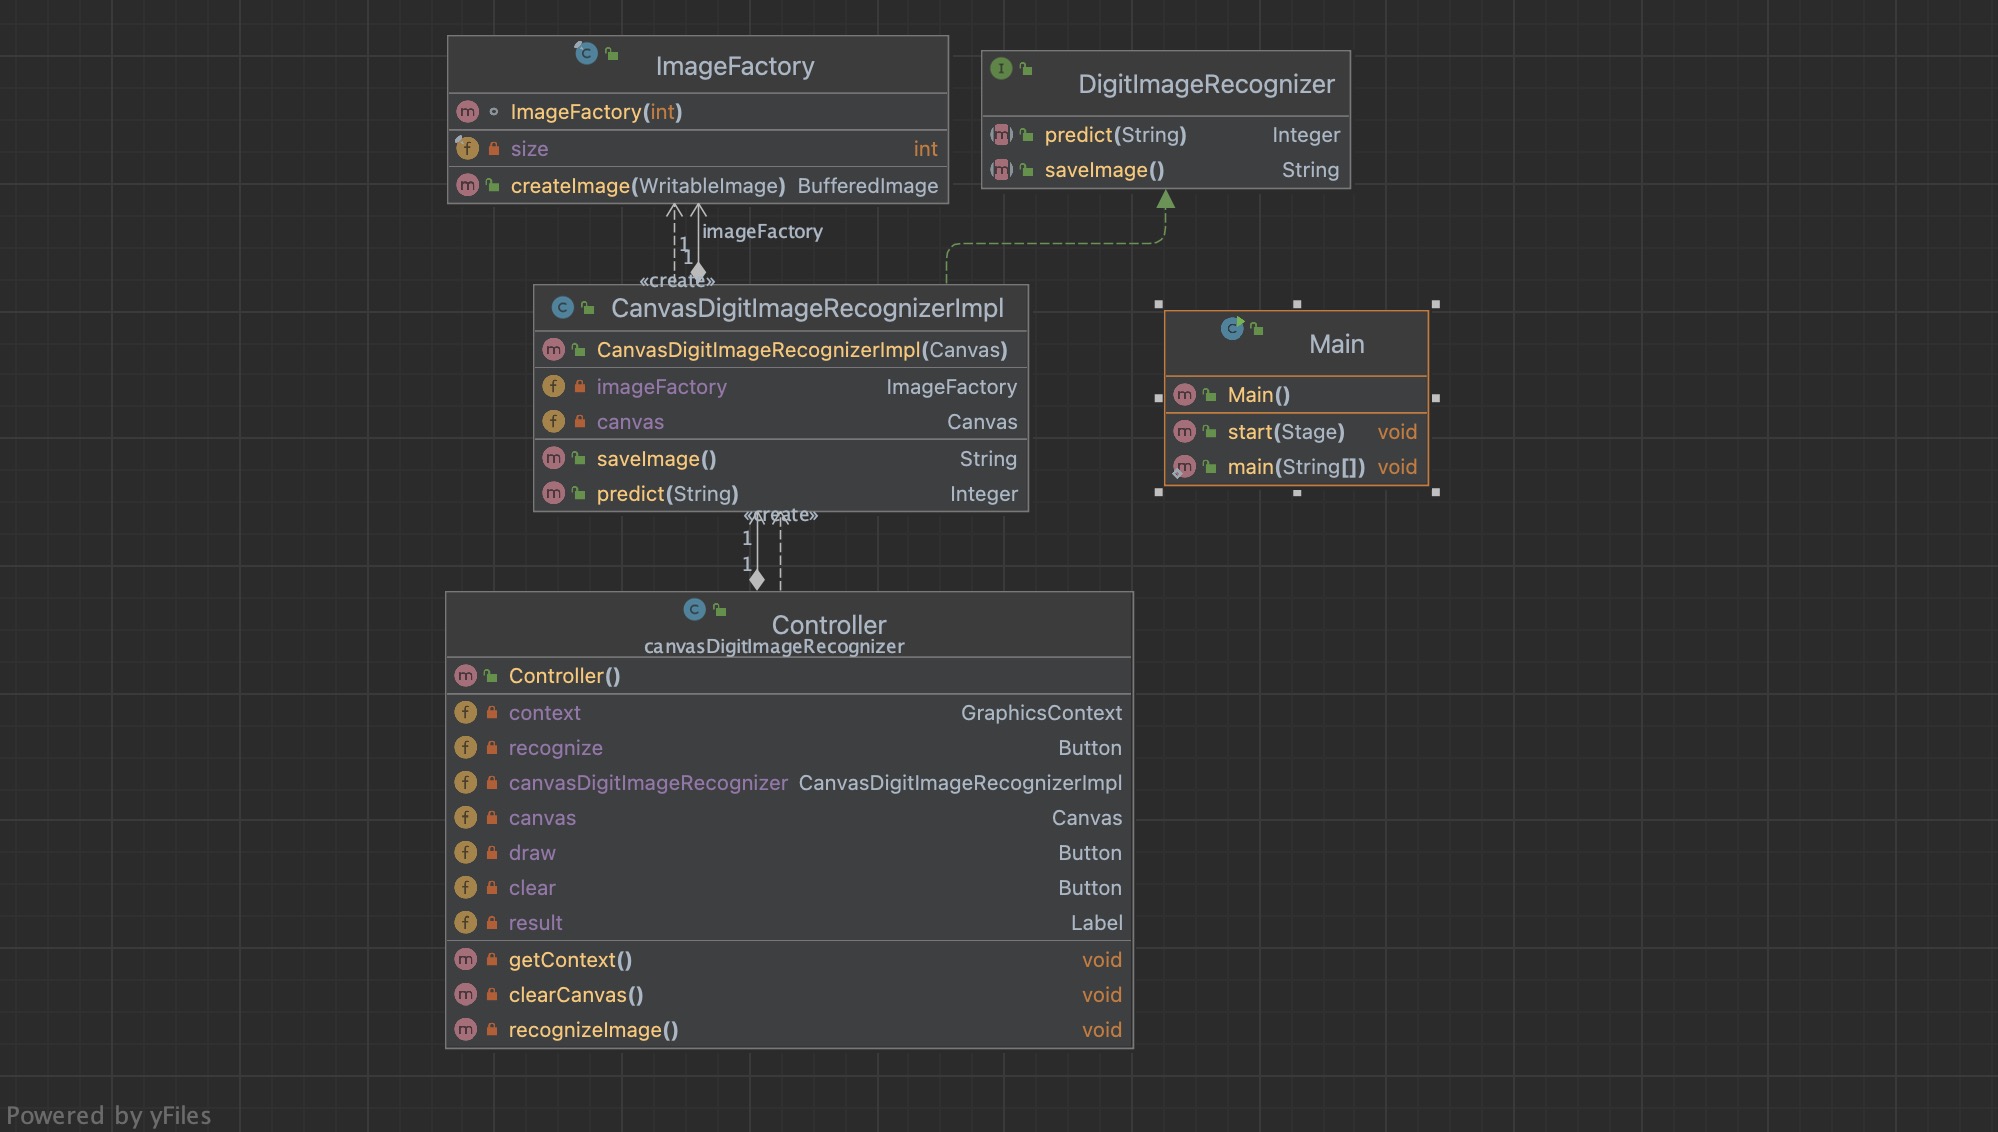 ImageFactory
ImageFactory(int)
size int
createImage(WritableImage) BufferedImage
DigitImageRecognizer
predict(String) Integer
saveImage() String
imageFactory
1
1
«create»
CanvasDigitImageRecognizerImpl
CanvasDigitImageRecognizerImpl(Canvas)
imageFactory ImageFactory
canvas Canvas
saveImage() String
predict(String) Integer
Main
Main()
start(Stage) void
main(String[]) void
«create»
1
1
Controller
canvasDigitImageRecognizer
Controller()
context GraphicsContext
recognize Button
canvasDigitImageRecognizer CanvasDigitImageRecognizerImpl
canvas Canvas
draw Button
clear Button
result Label
getContext() void
clearCanvas() void
recognizeImage() void
Powered by yFiles